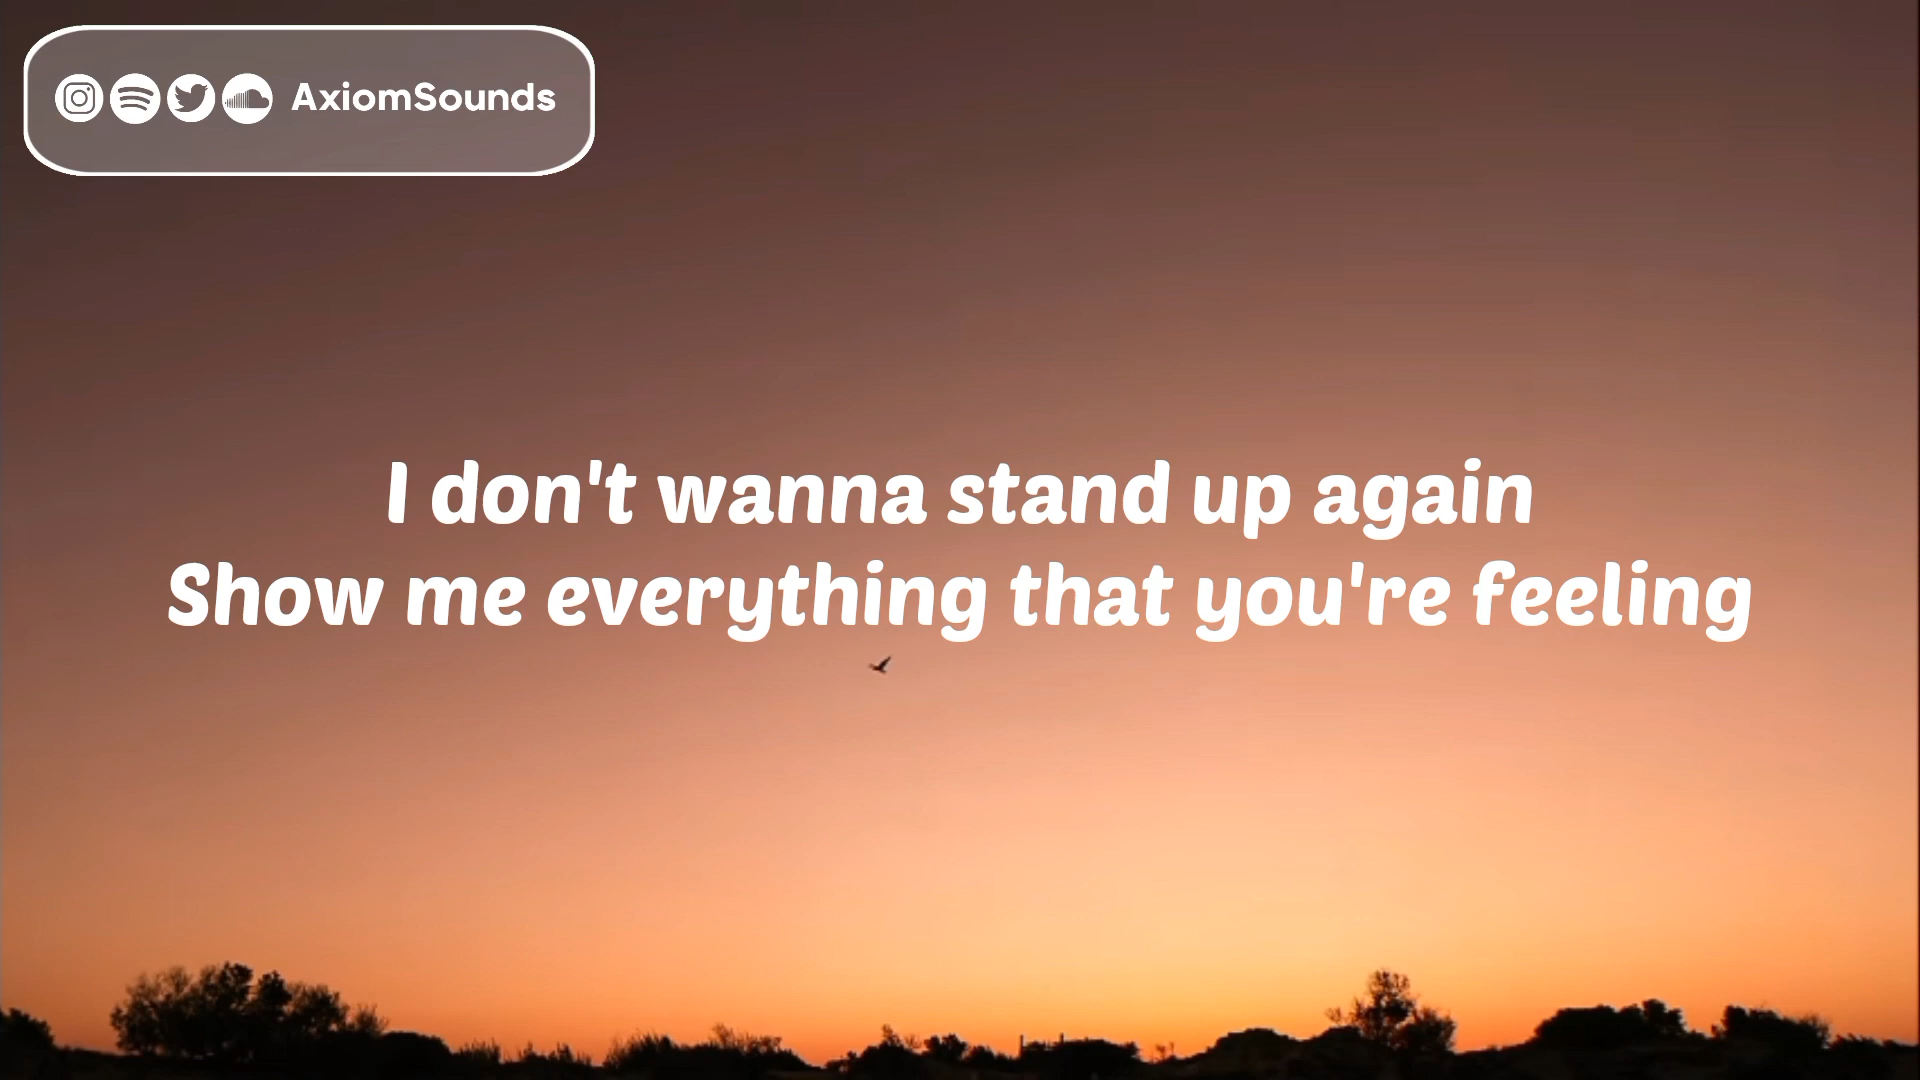 AxiomSounds
I don't wanna stand up again
Show me everything that you're feeling